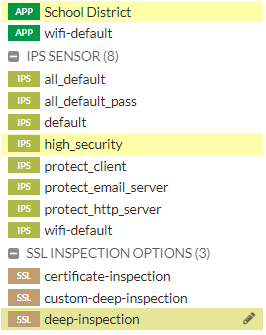 APP School District
APP wifi-default
IPS SENSOR (8)
IPS all_default
IPS all_default_pass
IPS default
IPS high_security
IPS protect_client
IPS protect_email_server
IPS protect_http_server
IPS wifi-default
SSL INSPECTION OPTIONS (3)
SSL certificate-inspection
SSL custom-deep-inspection
SSL deep-inspection